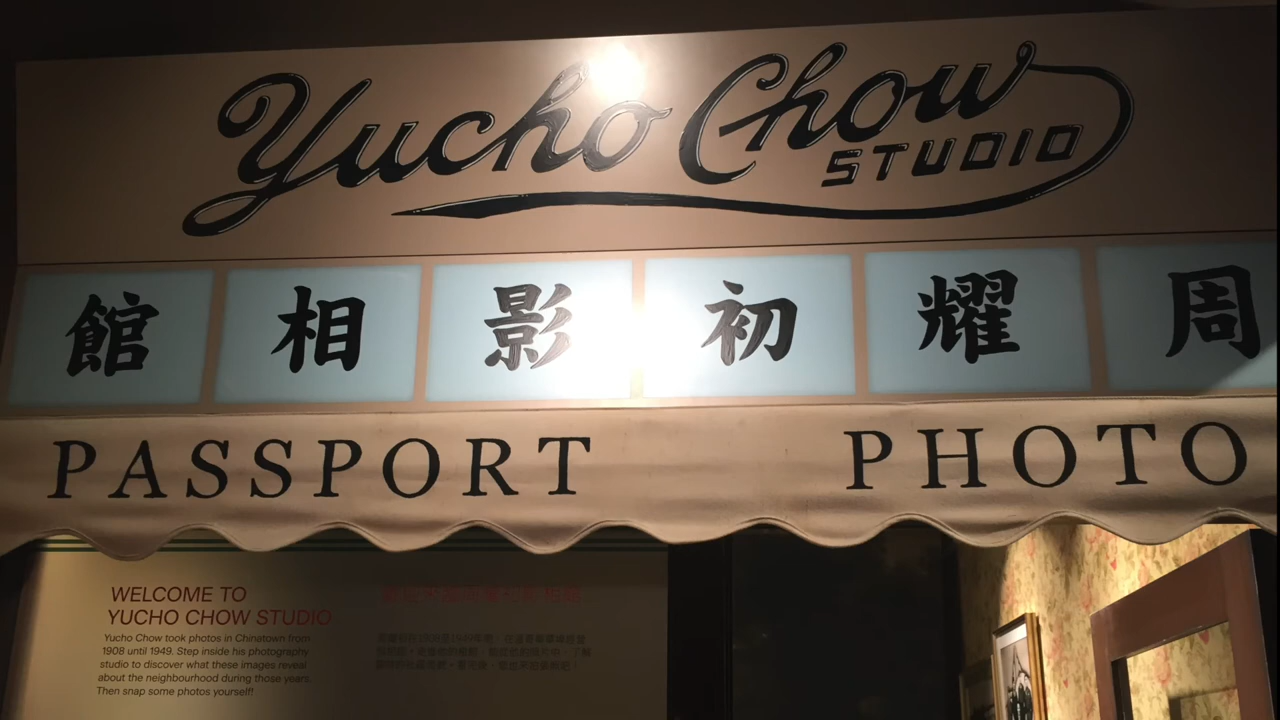 Yucho Chow
STUDIO
周耀初影相館
PASSPORT PHOTO
WELCOME TO
YUCHO CHOW STUDIO
Yucho Chow took photos in Chinatown from
1908 until 1949. Step inside his photography
studio to discover what these images reveal
about the neighbourhood during those years.
Then snap some photos yourself!